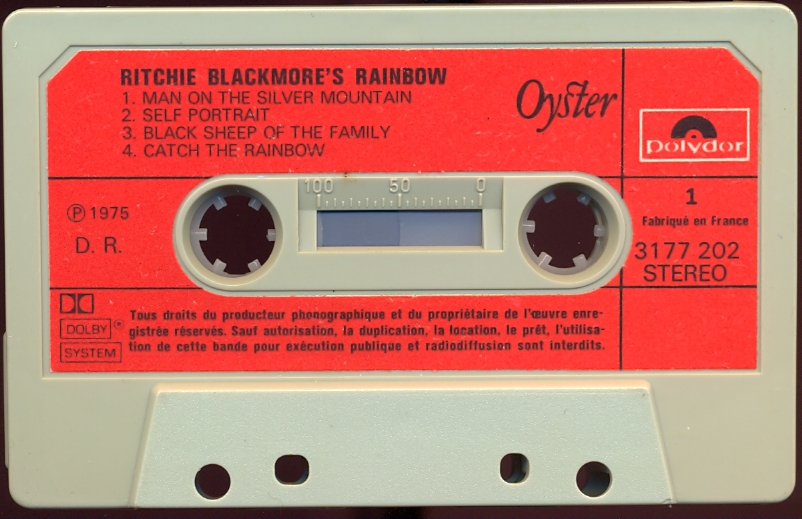 RITCHIE BLACKMORE'S RAINBOW
1. MAN ON THE SILVER MOUNTAIN
2. SELF PORTRAIT
3. BLACK SHEEP OF THE FAMILY
4. CATCH THE RAINBOW
Oyster
polydor
100 50 0
Ⓟ 1975
D. R.
1
Fabriqué en France
3177 202
STEREO
DOLBY ®
SYSTEM
Tous droits du producteur phonographique et du propriétaire de l'œuvre enre-
gistrée réservés. Sauf autorisation, la duplication, la location, le prêt, l'utilisa-
tion de cette bande pour exécution publique et radiodiffusion sont interdits.